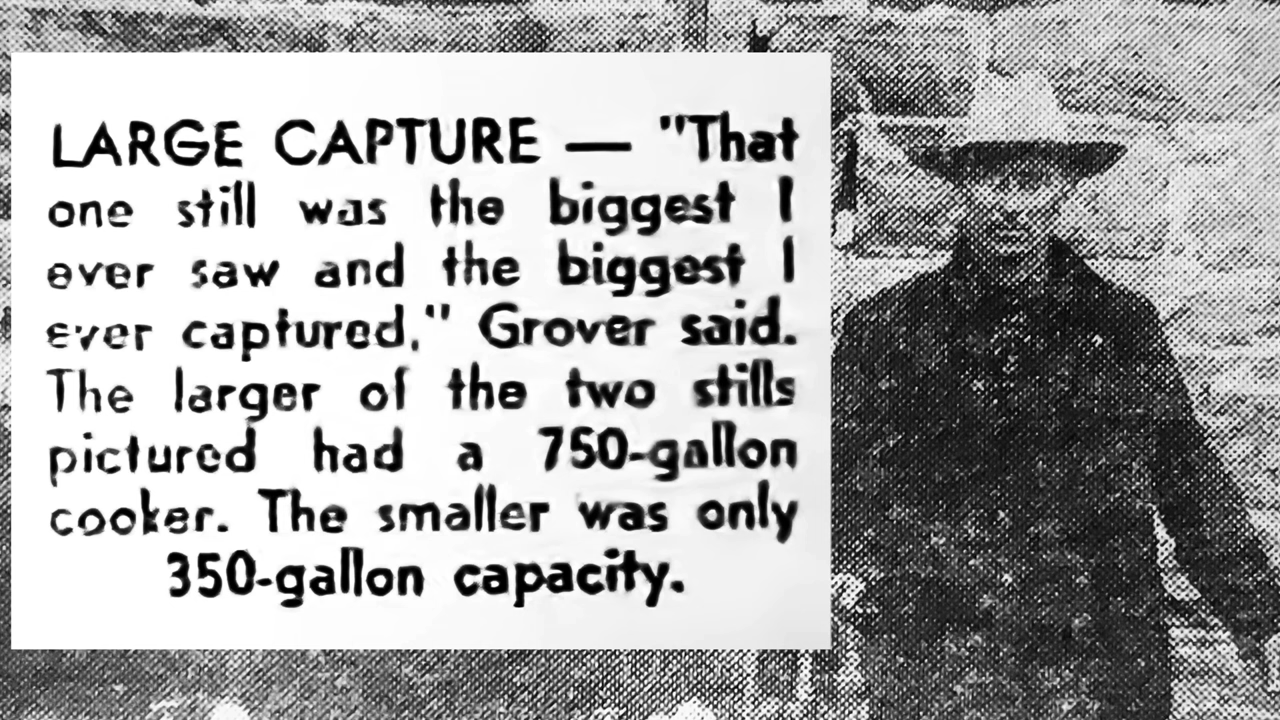 LARGE CAPTURE — "That
one still was the biggest I
ever saw and the biggest I
ever captured," Grover said.
The larger of the two stills
pictured had a 750-gallon
cooker. The smaller was only
350-gallon capacity.